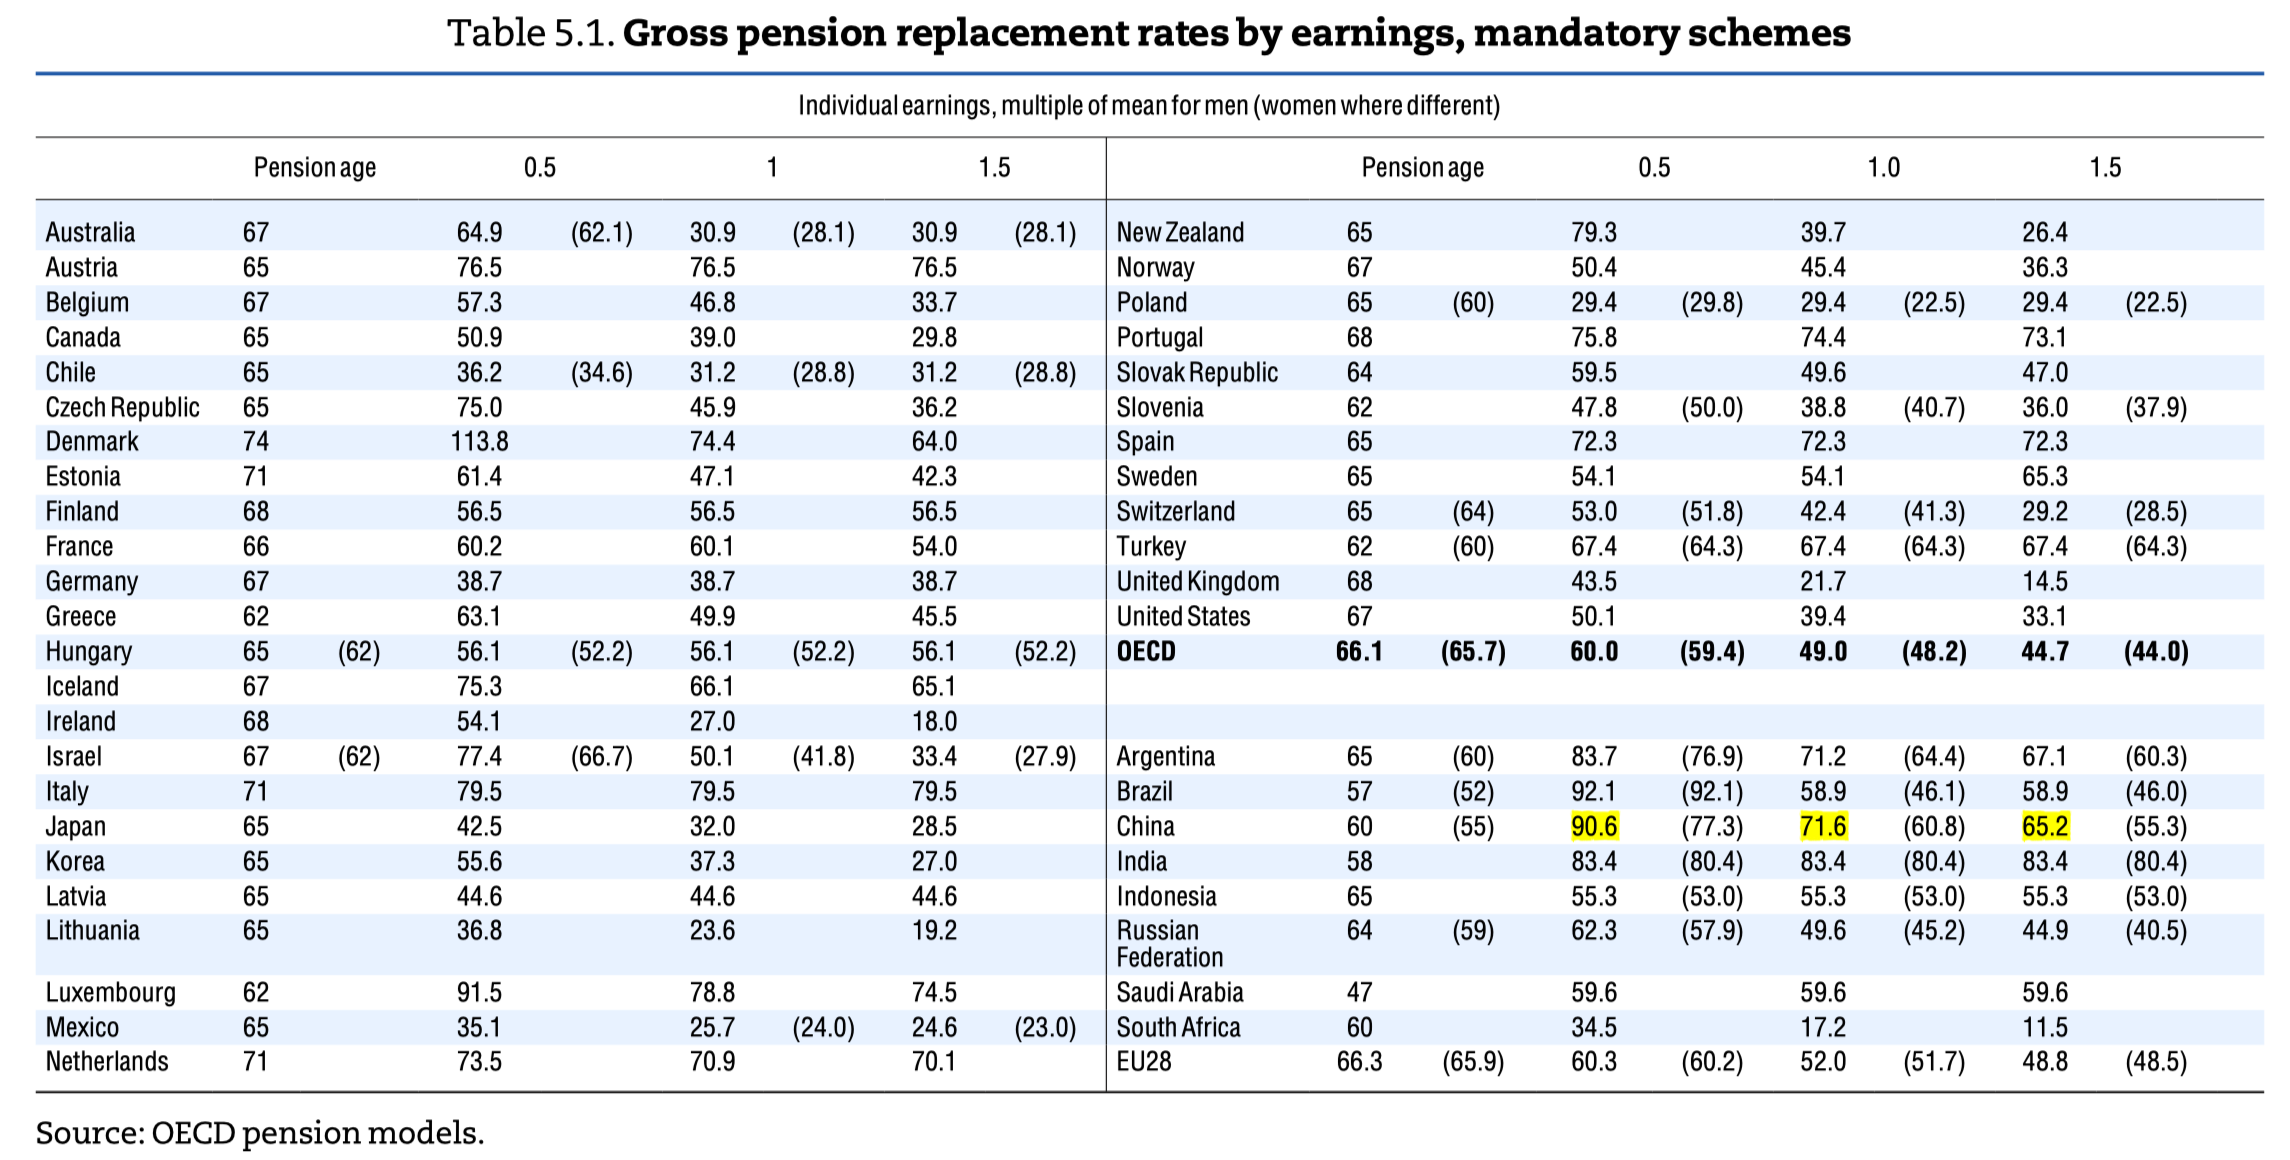 Table 5.1. Gross pension replacement rates by earnings, mandatory schemes
Individual earnings, multiple of mean for men (women where different)
Pension age 0.5 1 1.5
Australia 67 64.9 (62.1) 30.9 (28.1) 30.9 (28.1)
Austria 65 76.5 76.5 76.5
Belgium 67 57.3 46.8 33.7
Canada 65 50.9 39.0 29.8
Chile 65 36.2 (34.6) 31.2 (28.8) 31.2 (28.8)
Czech Republic 65 75.0 45.9 36.2
Denmark 74 113.8 74.4 64.0
Estonia 71 61.4 47.1 42.3
Finland 68 56.5 56.5 56.5
France 66 60.2 60.1 54.0
Germany 67 38.7 38.7 38.7
Greece 62 63.1 49.9 45.5
Hungary 65 (62) 56.1 (52.2) 56.1 (52.2) 56.1 (52.2)
Iceland 67 75.3 66.1 65.1
Ireland 68 54.1 27.0 18.0
Israel 67 (62) 77.4 (66.7) 50.1 (41.8) 33.4 (27.9)
Italy 71 79.5 79.5 79.5
Japan 65 42.5 32.0 28.5
Korea 65 55.6 37.3 27.0
Latvia 65 44.6 44.6 44.6
Lithuania 65 36.8 23.6 19.2
Luxembourg 62 91.5 78.8 74.5
Mexico 65 35.1 25.7 (24.0) 24.6 (23.0)
Netherlands 71 73.5 70.9 70.1
Pension age 0.5 1.0 1.5
New Zealand 65 79.3 39.7 26.4
Norway 67 50.4 45.4 36.3
Poland 65 (60) 29.4 (29.8) 29.4 (22.5) 29.4 (22.5)
Portugal 68 75.8 74.4 73.1
Slovak Republic 64 59.5 49.6 47.0
Slovenia 62 47.8 (50.0) 38.8 (40.7) 36.0 (37.9)
Spain 65 72.3 72.3 72.3
Sweden 65 54.1 54.1 65.3
Switzerland 65 (64) 53.0 (51.8) 42.4 (41.3) 29.2 (28.5)
Turkey 62 (60) 67.4 (64.3) 67.4 (64.3) 67.4 (64.3)
United Kingdom 68 43.5 21.7 14.5
United States 67 50.1 39.4 33.1
OECD 66.1 (65.7) 60.0 (59.4) 49.0 (48.2) 44.7 (44.0)
Argentina 65 (60) 83.7 (76.9) 71.2 (64.4) 67.1 (60.3)
Brazil 57 (52) 92.1 (92.1) 58.9 (46.1) 58.9 (46.0)
China 60 (55) 90.6 (77.3) 71.6 (60.8) 65.2 (55.3)
India 58 83.4 (80.4) 83.4 (80.4) 83.4 (80.4)
Indonesia 65 55.3 (53.0) 55.3 (53.0) 55.3 (53.0)
Russian 64 (59) 62.3 (57.9) 49.6 (45.2) 44.9 (40.5)
Federation
Saudi Arabia 47 59.6 59.6 59.6
South Africa 60 34.5 17.2 11.5
EU28 66.3 (65.9) 60.3 (60.2) 52.0 (51.7) 48.8 (48.5)
Source: OECD pension models.